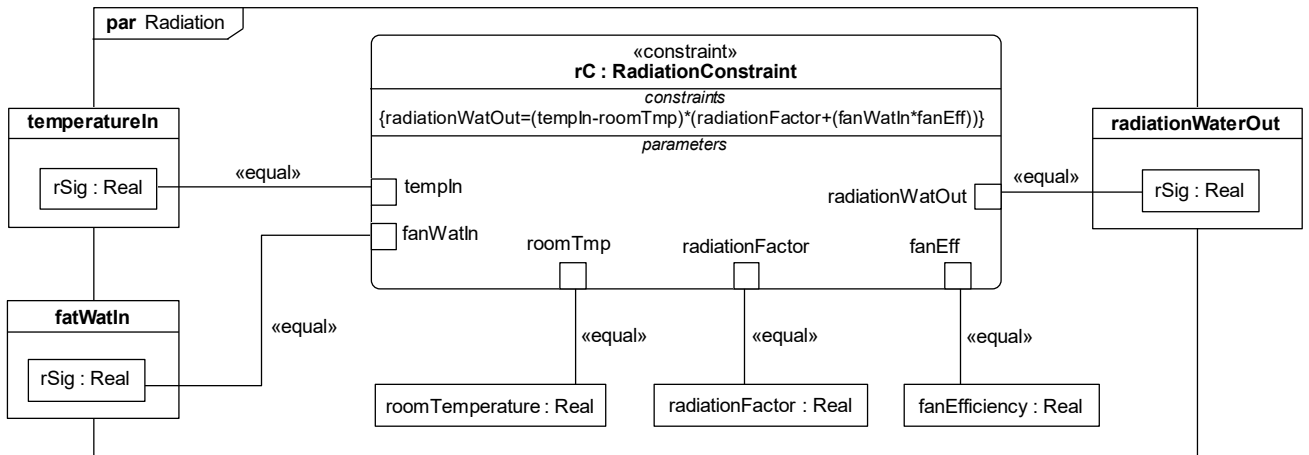 par Radiation
«constraint»
rC : RadiationConstraint
constraints
{radiationWatOut=(tempIn-roomTmp)*(radiationFactor+(fanWatIn*fanEff))}
parameters
temperatureIn
rSig : Real
«equal»
tempIn
fanWatIn
roomTmp
radiationFactor
fanEff
radiationWatOut
«equal»
radiationWaterOut
rSig : Real
fatWatIn
rSig : Real
«equal»
«equal»
«equal»
«equal»
roomTemperature : Real
radiationFactor : Real
fanEfficiency : Real